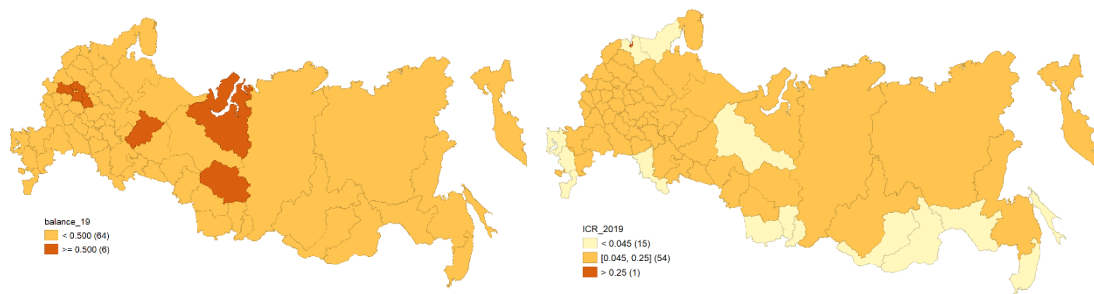 balance_19
< 0.500 (64)
>= 0.500 (6)
ICR_2019
< 0.045 (15)
[0.045, 0.25] (54)
> 0.25 (1)